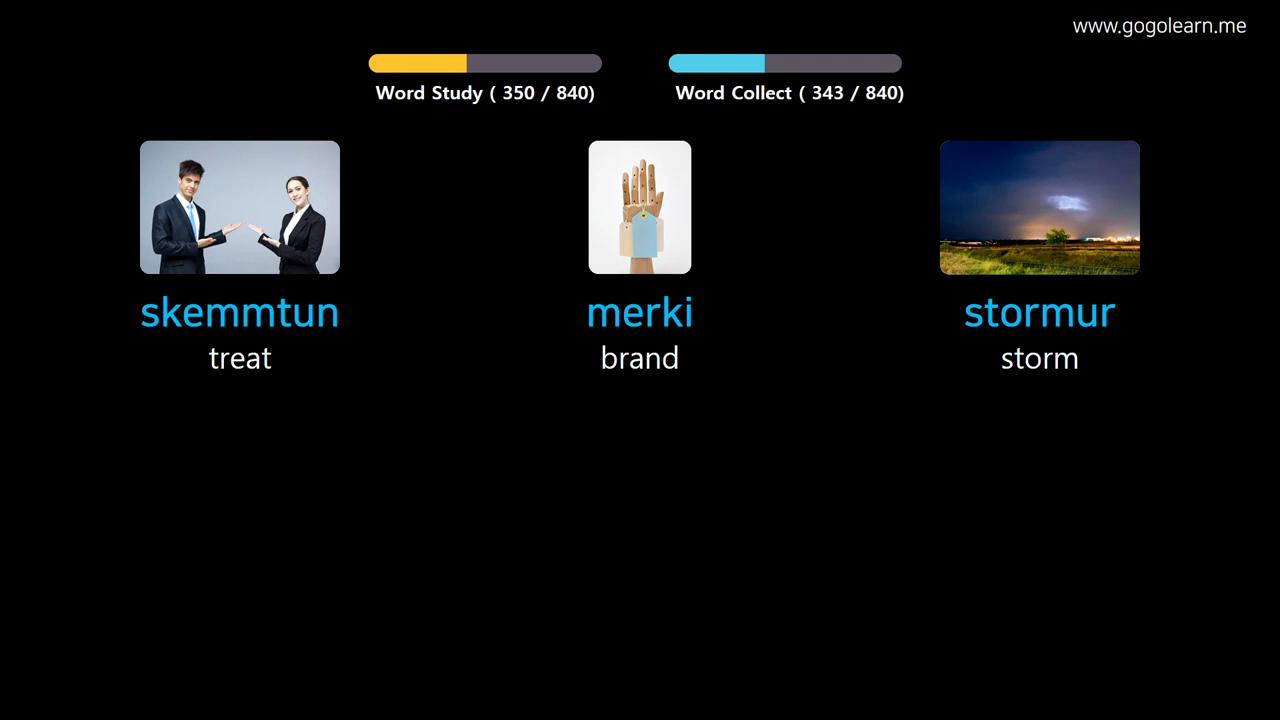 www.gogolearn.me
Word Study ( 350 / 840)
Word Collect ( 343 / 840)
skemmtun
treat
merki
brand
stormur
storm